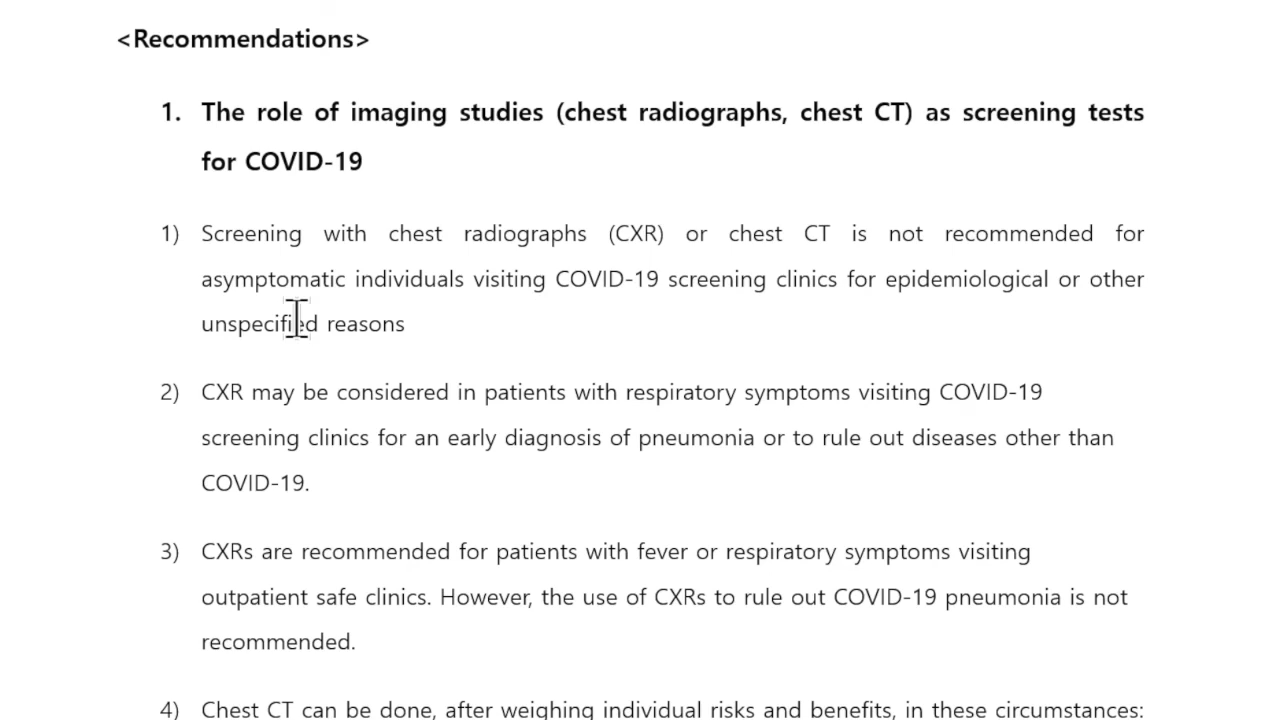 <Recommendations>
1. The role of imaging studies (chest radiographs, chest CT) as screening tests
for COVID-19
1) Screening with chest radiographs (CXR) or chest CT is not recommended for
asymptomatic individuals visiting COVID-19 screening clinics for epidemiological or other
unspecified reasons
2) CXR may be considered in patients with respiratory symptoms visiting COVID-19
screening clinics for an early diagnosis of pneumonia or to rule out diseases other than
COVID-19.
3) CXRs are recommended for patients with fever or respiratory symptoms visiting
outpatient safe clinics. However, the use of CXRs to rule out COVID-19 pneumonia is not
recommended.
4) Chest CT can be done, after weighing individual risks and benefits, in these circumstances: